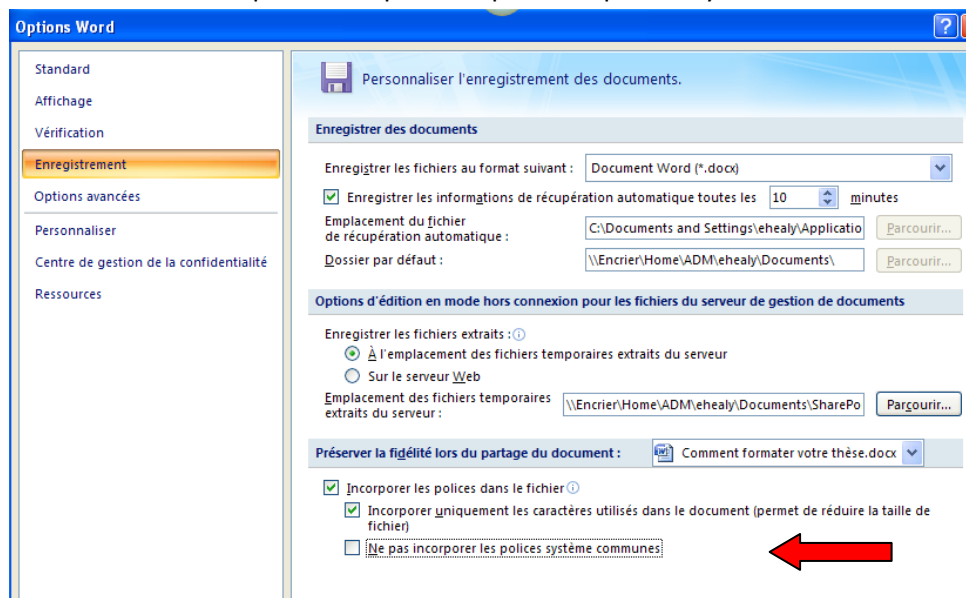 Options Word
?
Standard
Affichage
Vérification
Enregistrement
Options avancées
Personnaliser
Centre de gestion de la confidentialité
Ressources
Personnaliser l'enregistrement des documents.
Enregistrer des documents
Enregistrer les fichiers au format suivant : Document Word (*.docx)
Enregistrer les informations de récupération automatique toutes les 10 minutes
Emplacement du fichier
de récupération automatique : C:\Documents and Settings\ehealy\Applicatio Parcourir...
Dossier par défaut : \\Encrier\Home\ADM\ehealy\Documents\ Parcourir...
Options d'édition en mode hors connexion pour les fichiers du serveur de gestion de documents
Enregistrer les fichiers extraits :
À l'emplacement des fichiers temporaires extraits du serveur
Sur le serveur Web
Emplacement des fichiers temporaires
extraits du serveur : \\Encrier\Home\ADM\ehealy\Documents\SharePo Parcourir...
Préserver la fidélité lors du partage du document : Comment formater votre thèse.docx
Incorporer les polices dans le fichier
Incorporer uniquement les caractères utilisés dans le document (permet de réduire la taille de
fichier)
Ne pas incorporer les polices système communes